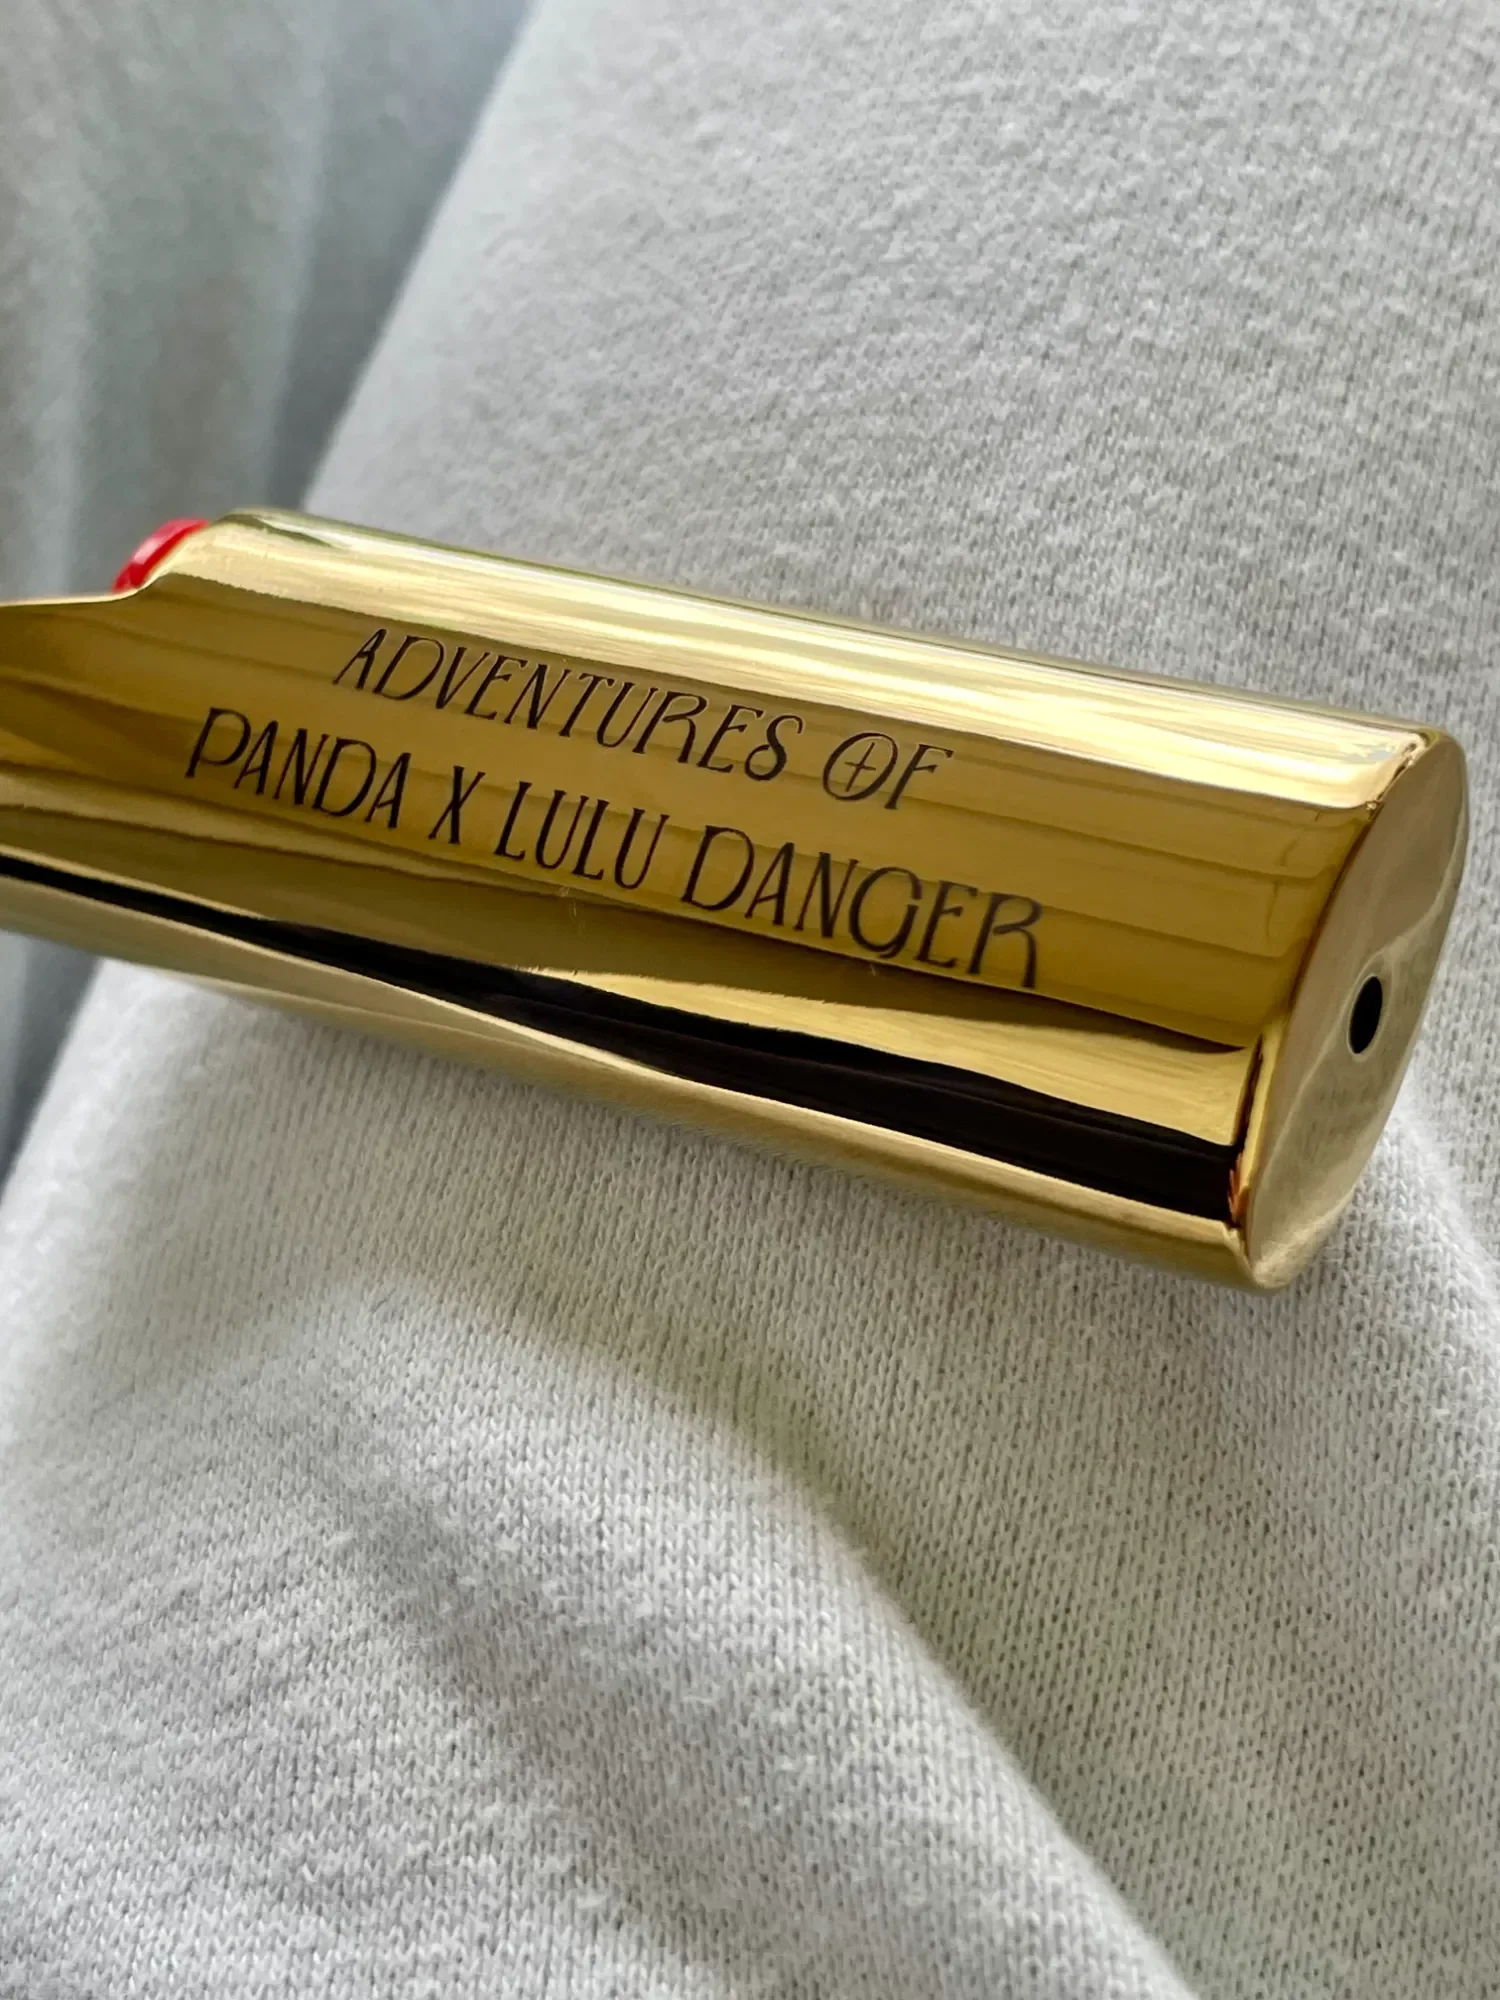 ADVENTURES OF
PANDA X LULU DANGER